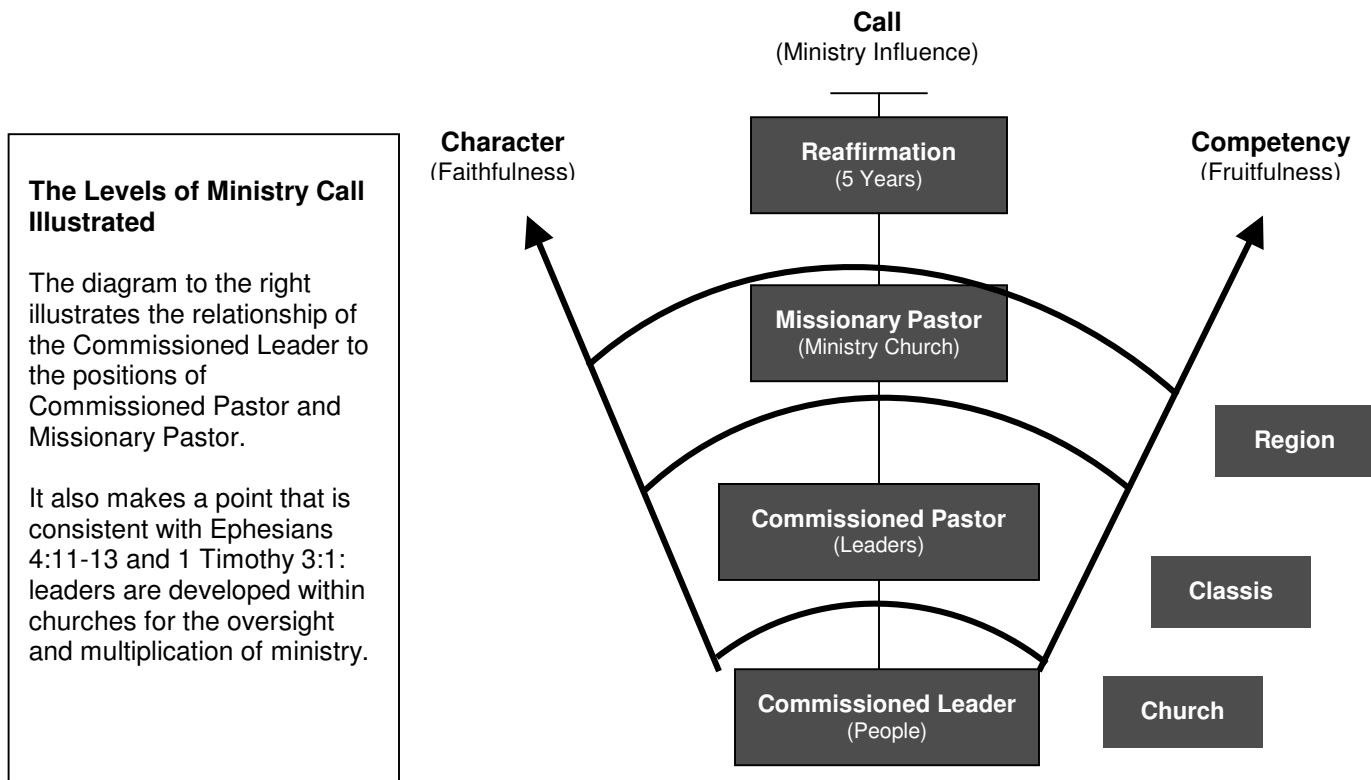 Call
(Ministry Influence)
Character
(Faithfulness)
Competency
(Fruitfulness)
The Levels of Ministry Call
Illustrated
The diagram to the right
illustrates the relationship of
the Commissioned Leader to
the positions of
Commissioned Pastor and
Missionary Pastor.
It also makes a point that is
consistent with Ephesians
4:11-13 and 1 Timothy 3:1:
leaders are developed within
churches for the oversight
and multiplication of ministry.
Reaffirmation
(5 Years)
Missionary Pastor
(Ministry Church)
Commissioned Pastor
(Leaders)
Commissioned Leader
(People)
Region
Classis
Church